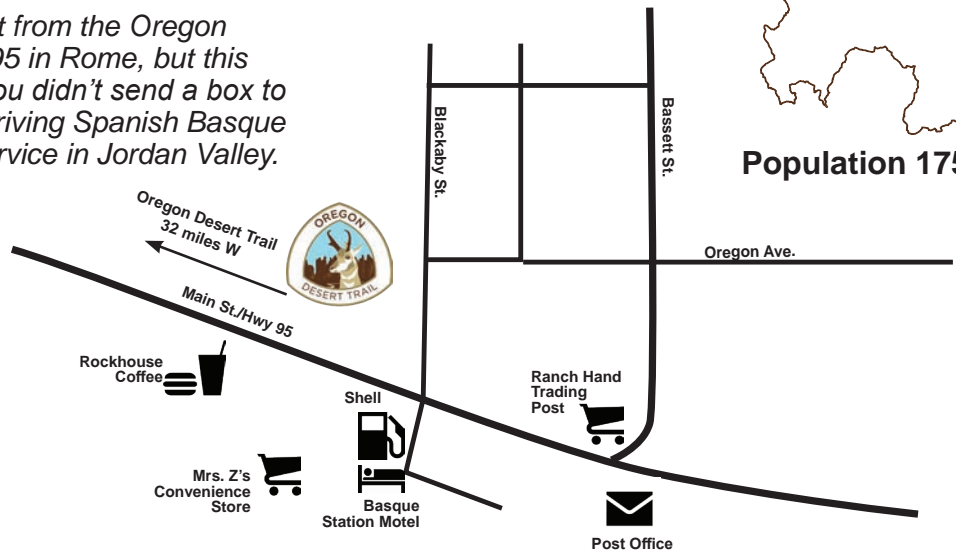 t from the Oregon
95 in Rome, but this
ou didn't send a box to
riving Spanish Basque
rvice in Jordan Valley.
Population 175
Blackaby St.
Bassett St.
Oregon Desert Trail
32 miles W
OREGON
DESERT TRAIL
Oregon Ave.
Main St./Hwy 95
Rockhouse
Coffee
Shell
Ranch Hand
Trading
Post
Mrs. Z's
Convenience
Store
Basque
Station Motel
Post Office